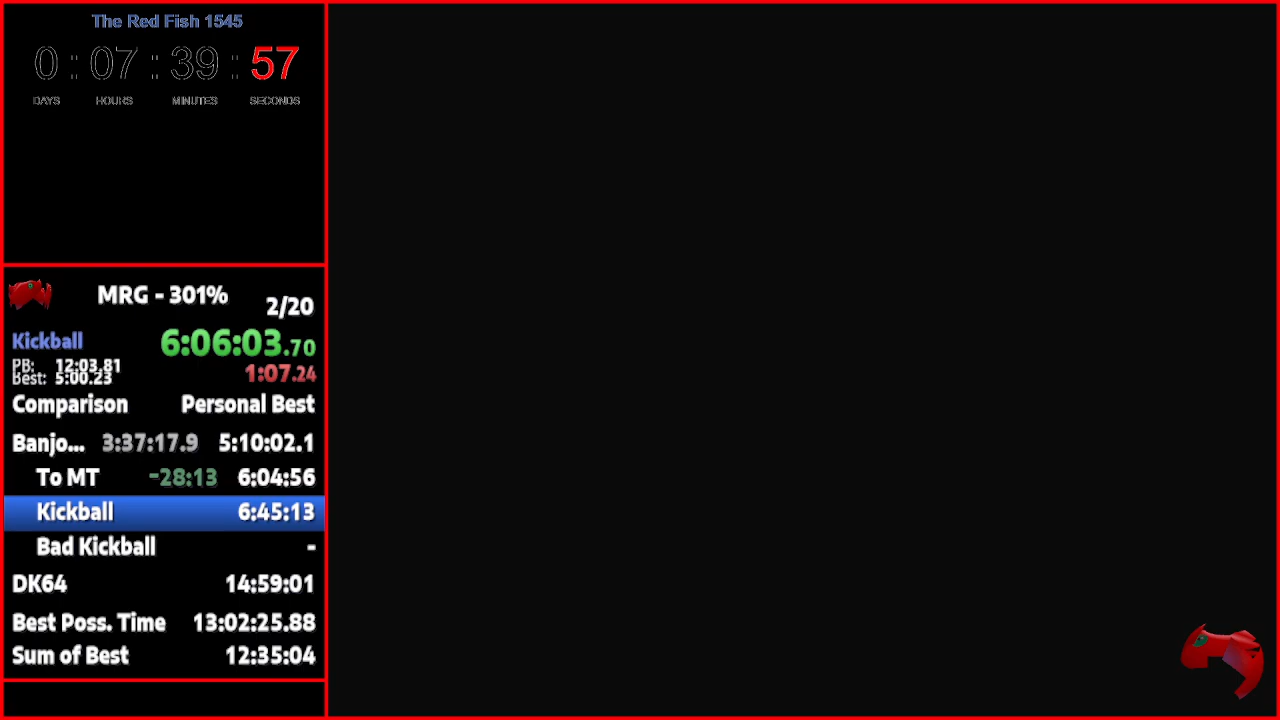 The Red Fish 1545
0 : 07 : 39 : 57
DAYS HOURS MINUTES SECONDS
MRG - 301%
2/20
Kickball 6:06:03.70
PB: 12:03.81
Best: 5:00.23 1:07.24
Comparison Personal Best
Banjo... 3:37:17.9 5:10:02.1
To MT -28:13 6:04:56
Kickball 6:45:13
Bad Kickball -
DK64 14:59:01
Best Poss. Time 13:02:25.88
Sum of Best 12:35:04